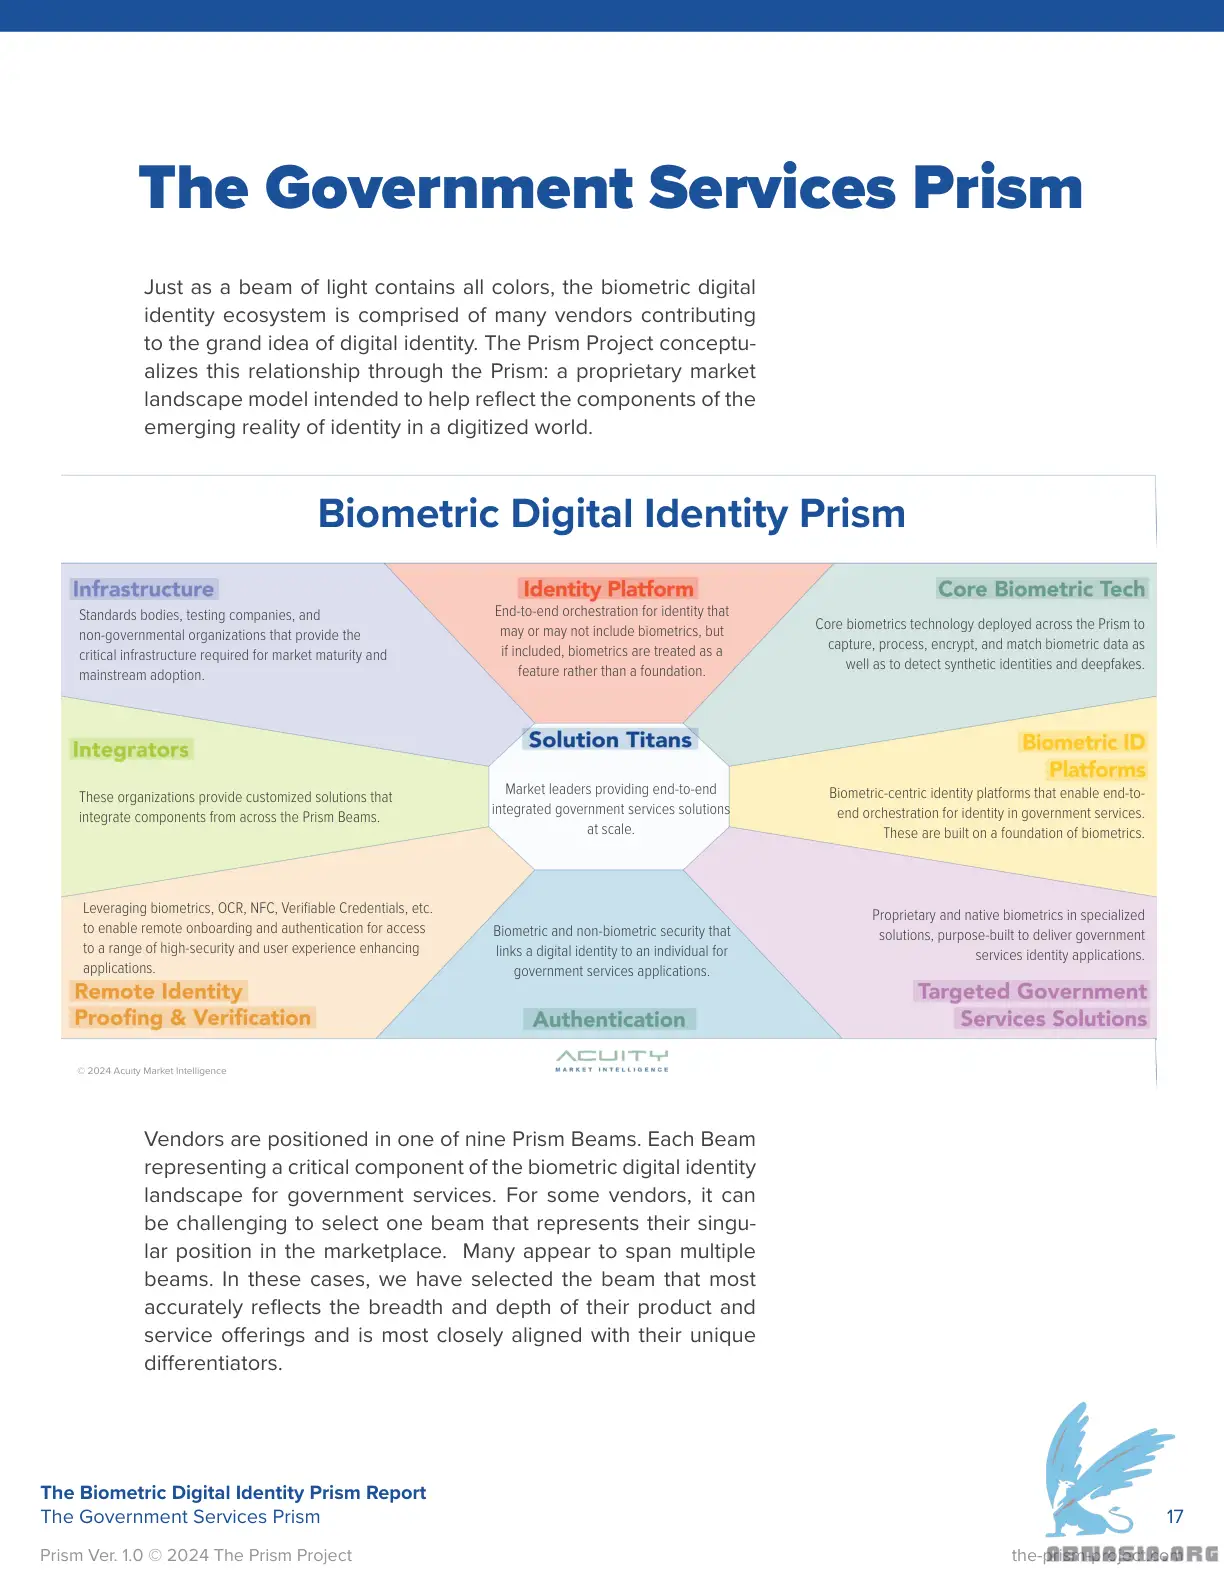 The Government Services Prism
Just as a beam of light contains all colors, the biometric digital
identity ecosystem is comprised of many vendors contributing
to the grand idea of digital identity. The Prism Project conceptu-
alizes this relationship through the Prism: a proprietary market
landscape model intended to help reflect the components of the
emerging reality of identity in a digitized world.
Biometric Digital Identity Prism
Infrastructure
Standards bodies, testing companies, and
non-governmental organizations that provide the
critical infrastructure required for market maturity and
mainstream adoption.
Identity Platform
End-to-end orchestration for identity that
may or may not include biometrics, but
if included, biometrics are treated as a
feature rather than a foundation.
Core Biometric Tech
Core biometrics technology deployed across the Prism to
capture, process, encrypt, and match biometric data as
well as to detect synthetic identities and deepfakes.
Integrators
These organizations provide customized solutions that
integrate components from across the Prism Beams.
Solution Titans
Market leaders providing end-to-end
integrated government services solutions
at scale.
Biometric ID
Platforms
Biometric-centric identity platforms that enable end-to-
end orchestration for identity in government services.
These are built on a foundation of biometrics.
Leveraging biometrics, OCR, NFC, Verifiable Credentials, etc.
to enable remote onboarding and authentication for access
to a range of high-security and user experience enhancing
applications.
Remote Identity
Proofing & Verification
Biometric and non-biometric security that
links a digital identity to an individual for
government services applications.
Authentication
Proprietary and native biometrics in specialized
solutions, purpose-built to deliver government
services identity applications.
Targeted Government
Services Solutions
© 2024 Acuity Market Intelligence
ACUITY
MARKET INTELLIGENCE
Vendors are positioned in one of nine Prism Beams. Each Beam
representing a critical component of the biometric digital identity
landscape for government services. For some vendors, it can
be challenging to select one beam that represents their singu-
lar position in the marketplace.  Many appear to span multiple
beams. In these cases, we have selected the beam that most
accurately reflects the breadth and depth of their product and
service offerings and is most closely aligned with their unique
differentiators.
The Biometric Digital Identity Prism Report
The Government Services Prism
17
Prism Ver. 1.0 © 2024 The Prism Project
the-prism-project.com
ARMASIA.ORG